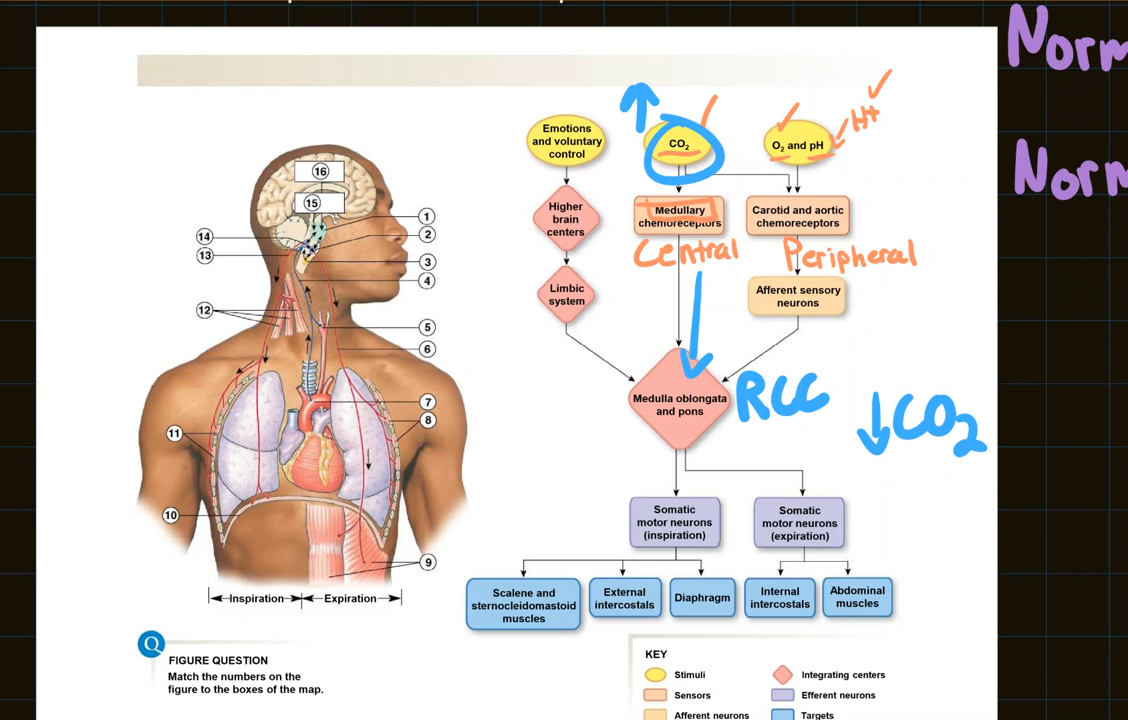 Norm
Norm
Emotions
and voluntary
control
CO₂
O₂ and pH
H+
Higher
brain
centers
Medullary
chemoreceptors
Central
Carotid and aortic
chemoreceptors
Peripheral
Limbic
system
Afferent sensory
neurons
Medulla oblongata
and pons
RCC
↓CO₂
Somatic
motor neurons
(inspiration)
Somatic
motor neurons
(expiration)
Scalene and
sternocleidomastoid
muscles
External
intercostals
Diaphragm
Internal
intercostals
Abdominal
muscles
16
15
1
14
2
13
3
4
12
5
6
7
8
11
10
9
Inspiration
Expiration
Q
FIGURE QUESTION
Match the numbers on the
figure to the boxes of the map.
KEY
Stimuli
Integrating centers
Sensors
Efferent neurons
Afferent neurons
Targets